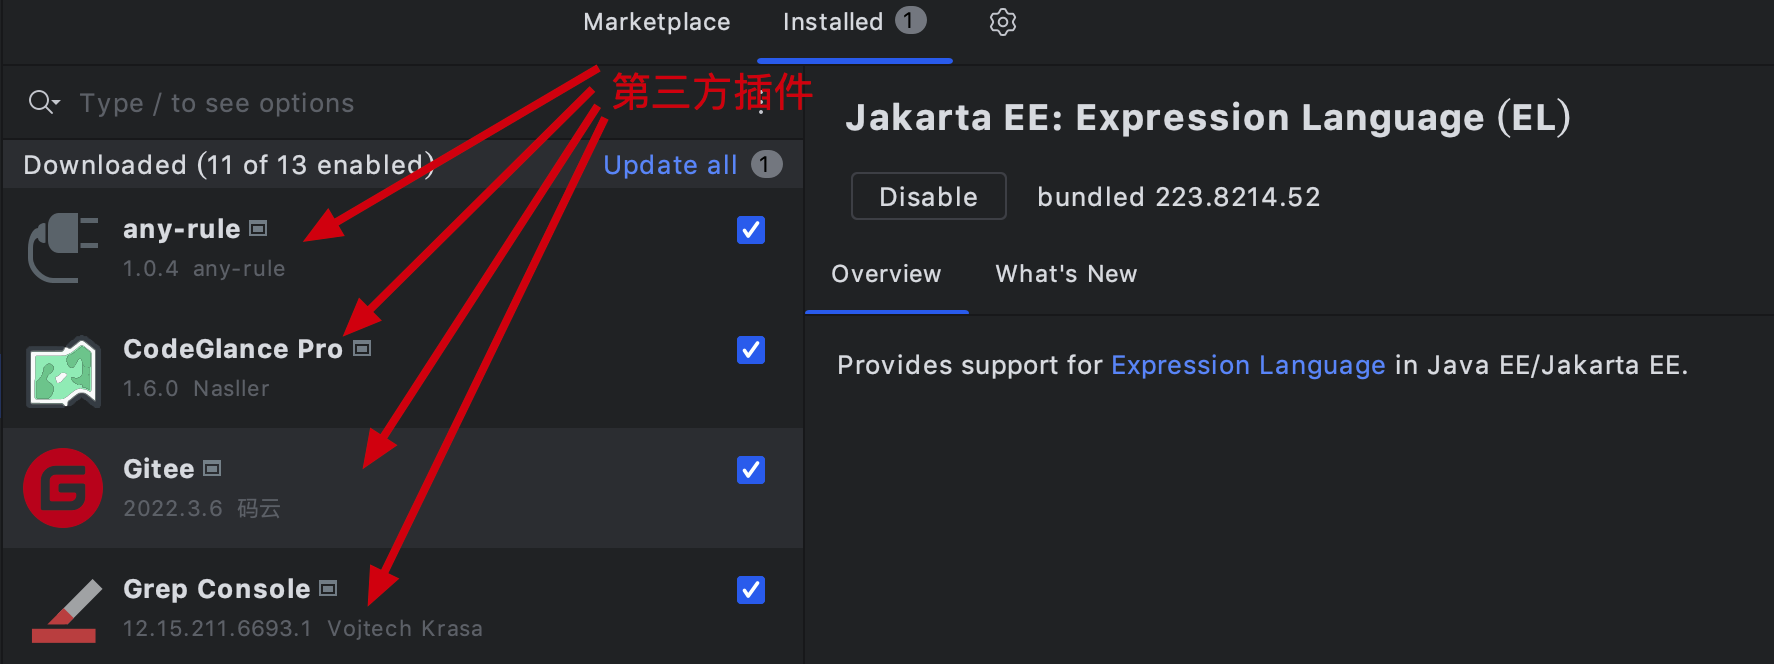 Marketplace
Installed 1
第三方插件
Type / to see options
Downloaded (11 of 13 enabled)
Update all 1
any-rule
1.0.4 any-rule
CodeGlance Pro
1.6.0 Nasller
Gitee
2022.3.6 码云
Grep Console
12.15.211.6693.1 Vojtech Krasa
Jakarta EE: Expression Language (EL)
Disable
bundled 223.8214.52
Overview
What's New
Provides support for Expression Language in Java EE/Jakarta EE.